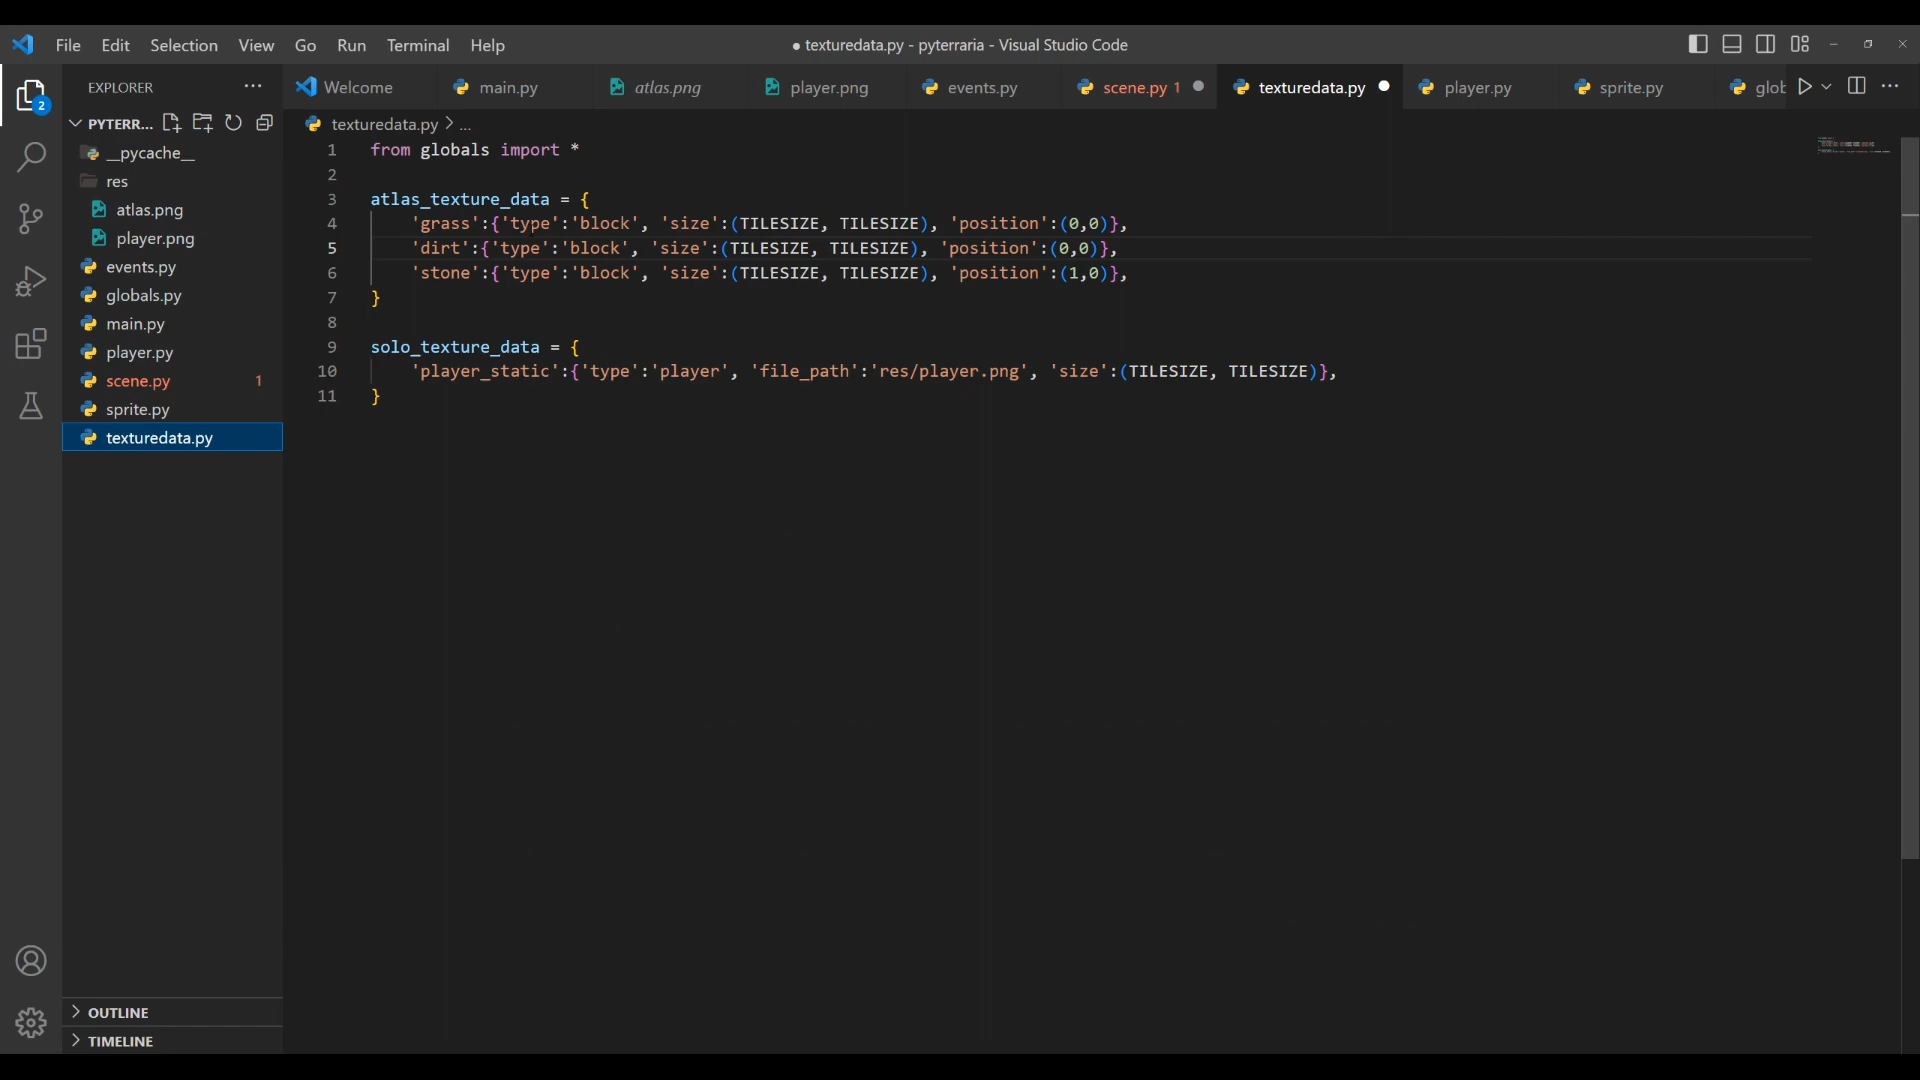 File Edit Selection View Go Run Terminal Help
● texturedata.py - pyterraria - Visual Studio Code
EXPLORER
Welcome
main.py
atlas.png
player.png
events.py
scene.py 1
texturedata.py
player.py
sprite.py
glob
2
PYTERR...
__pycache__
res
atlas.png
player.png
events.py
globals.py
main.py
player.py
scene.py 1
sprite.py
texturedata.py
OUTLINE
TIMELINE
texturedata.py > ...
1 from globals import *
2
3 atlas_texture_data = {
4 'grass':{'type':'block', 'size':(TILESIZE, TILESIZE), 'position':(0,0)},
5 'dirt':{'type':'block', 'size':(TILESIZE, TILESIZE), 'position':(0,0)},
6 'stone':{'type':'block', 'size':(TILESIZE, TILESIZE), 'position':(1,0)},
7 }
8
9 solo_texture_data = {
10 'player_static':{'type':'player', 'file_path':'res/player.png', 'size':(TILESIZE, TILESIZE)},
11 }